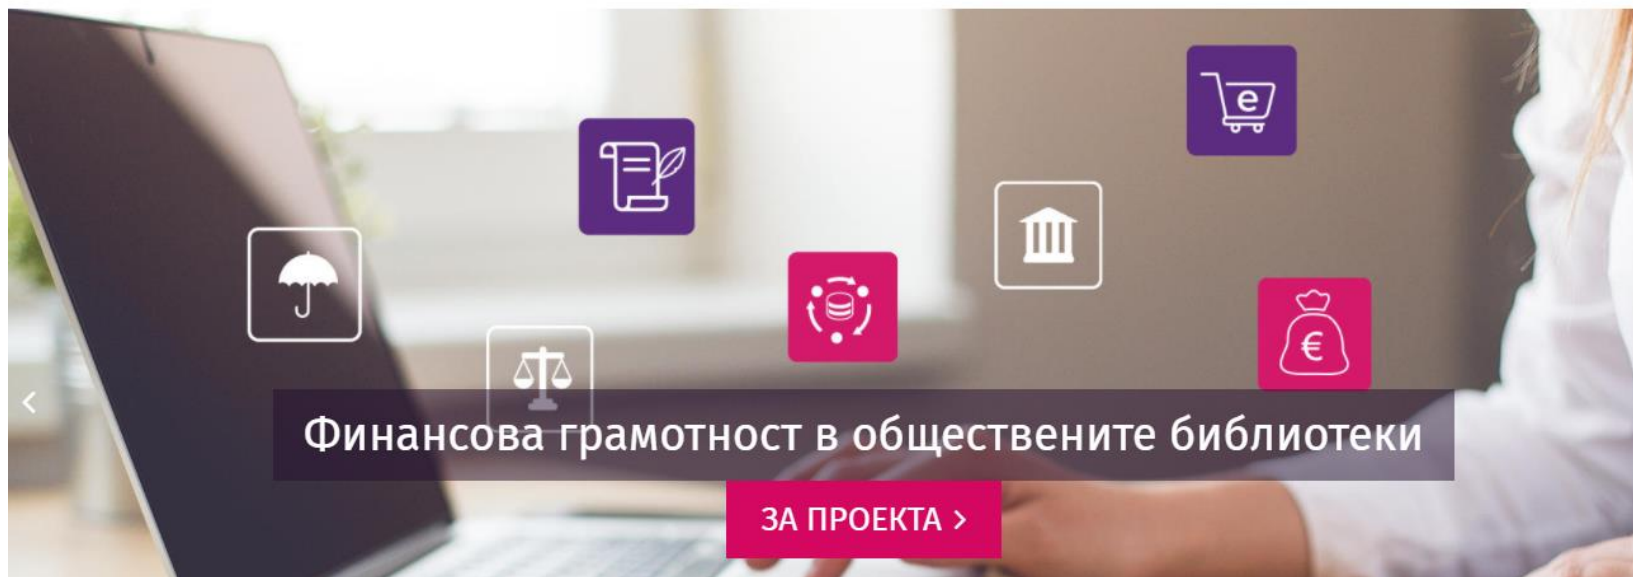 e
€
Финансова грамотност в обществените библиотеки
ЗА ПРОЕКТА >